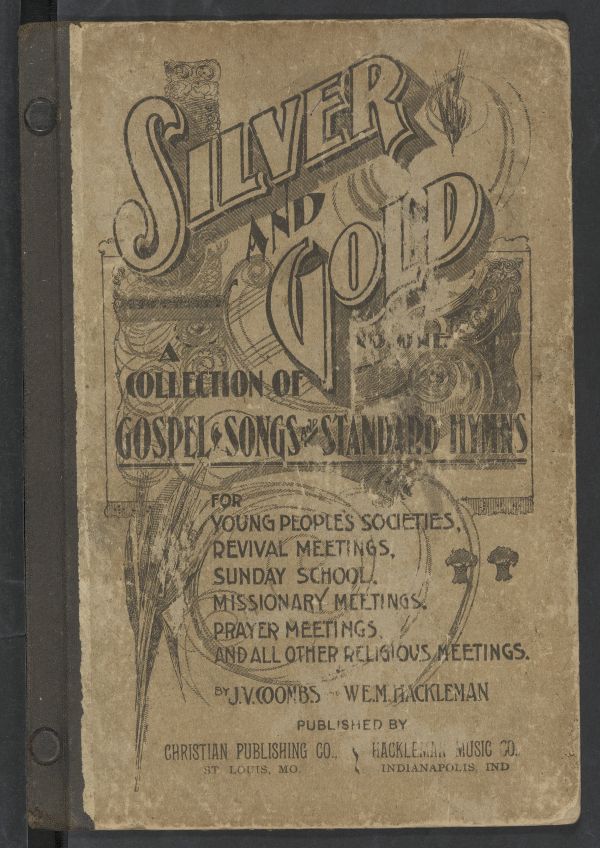 SILVER
AND
GOLD
NO. ONE
A
COLLECTION OF
GOSPEL SONGS AND STANDARD HYMNS
FOR
YOUNG PEOPLES SOCIETIES,
REVIVAL MEETINGS,
SUNDAY SCHOOL,
MISSIONARY MEETINGS.
PRAYER MEETINGS,
AND ALL OTHER RELIGIOUS MEETINGS.
BY J.V. COOMBS W.E.M. HACKLEMAN
PUBLISHED BY
CHRISTIAN PUBLISHING CO., HACKLEMAN MUSIC CO.,
ST. LOUIS, MO. INDIANAPOLIS, IND